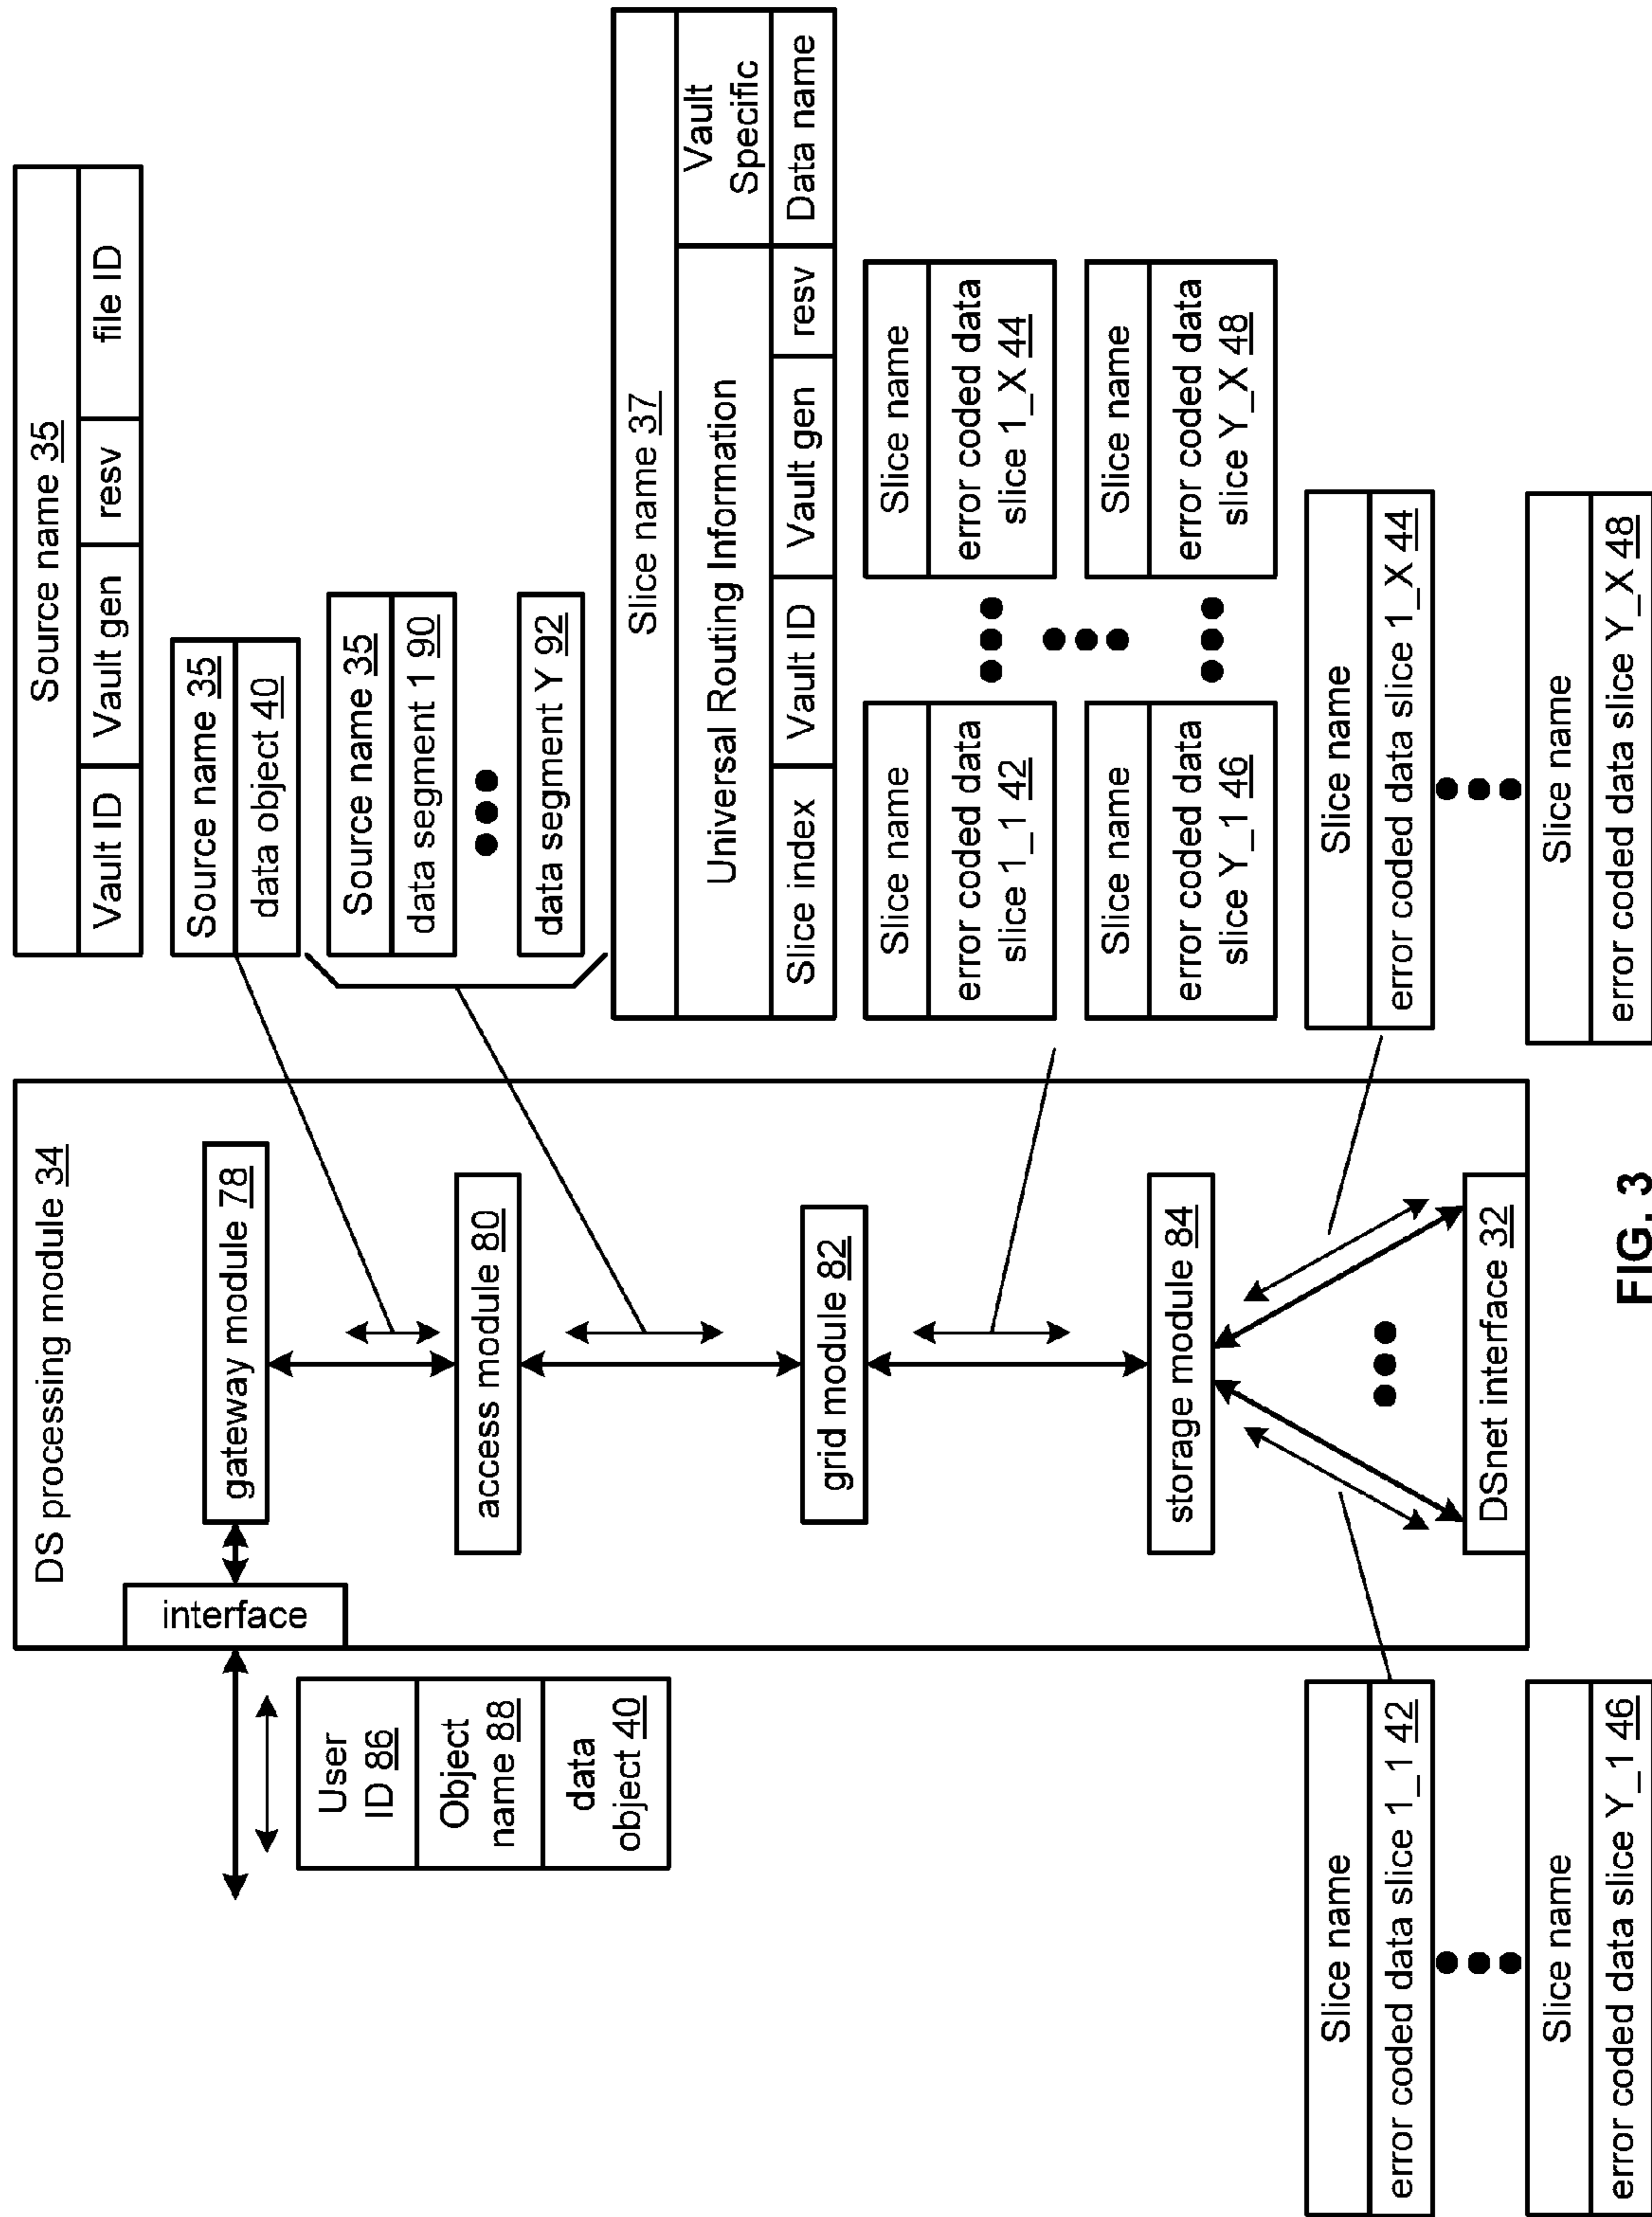 DS processing module 34
interface
gateway module 78
access module 80
grid module 82
storage module 84
DSnet interface 32
User
ID 86
Object
name 88
data
object 40
Source name 35
Vault ID
Vault gen
resv
file ID
Source name 35
data object 40
Source name 35
data segment 1 90
data segment Y 92
Slice name 37
Universal Routing Information
Vault
Specific
Slice index
Vault ID
Vault gen
resv
Data name
Slice name
error coded data
slice 1_1 42
Slice name
error coded data
slice 1_X 44
Slice name
error coded data
slice Y_1 46
Slice name
error coded data
slice Y_X 48
Slice name
error coded data slice 1_1 42
Slice name
error coded data slice Y_1 46
Slice name
error coded data slice 1_X 44
Slice name
error coded data slice Y_X 48
FIG. 3